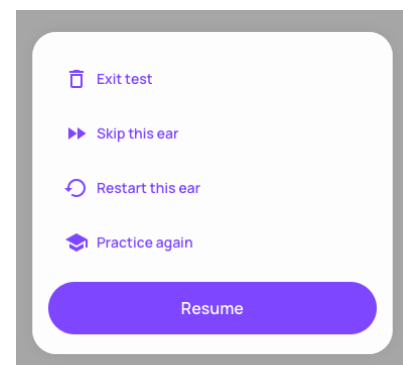 Exit test
Skip this ear
Restart this ear
Practice again
Resume